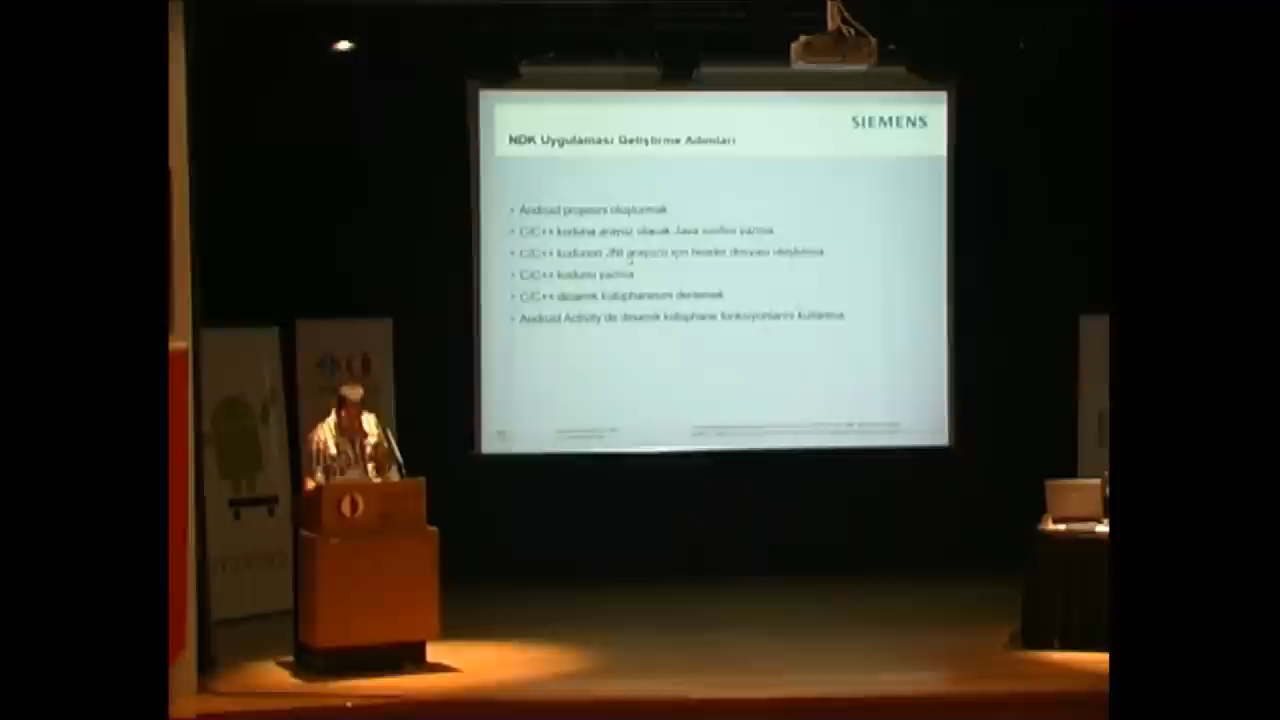 SIEMENS
NDK Uygulaması Geliştirme Adımları
• Android projesini oluşturmak
• C/C++ koduna arayüz olacak Java sınıfını yazma
• C/C++ kodunun JNI arayüzü için header dosyası oluşturma
• C/C++ kodunu yazma
• C/C++ dinamik kütüphanesini derlemek
• Android Activity'de dinamik kütüphane fonksiyonlarını kullanma